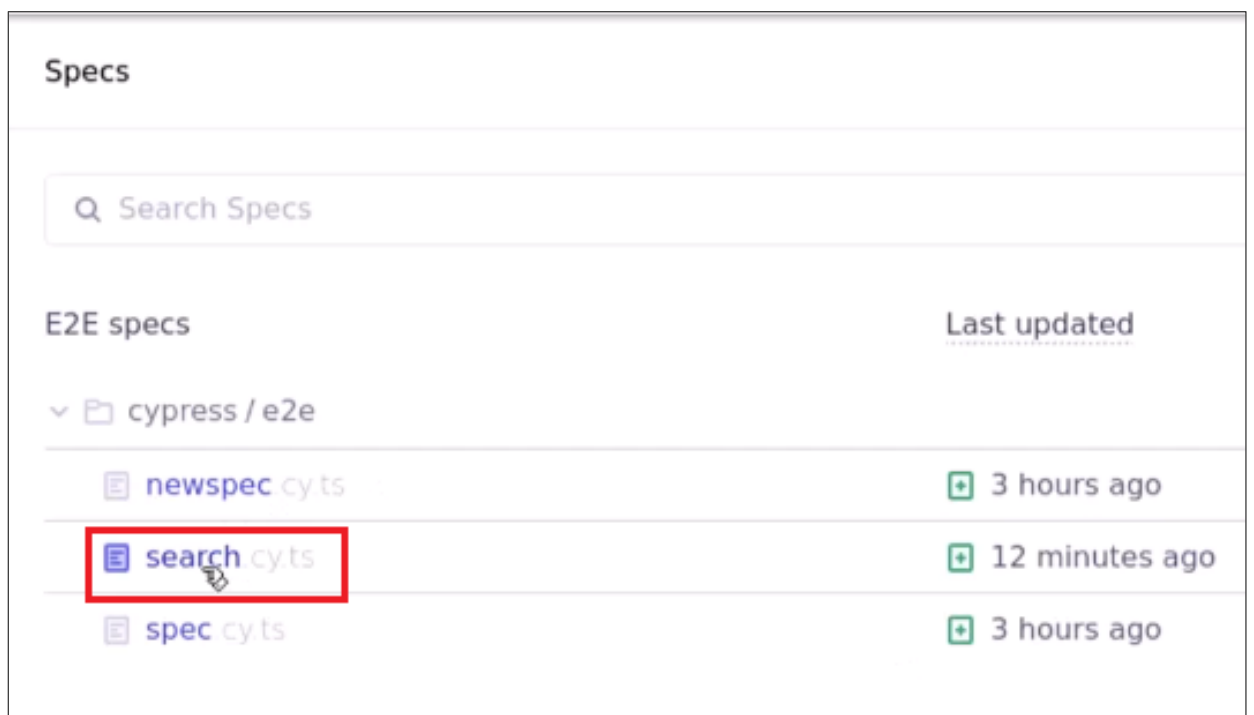 Specs
Search Specs
E2E specs Last updated
cypress / e2e
newspec.cy.ts 3 hours ago
search.cy.ts 12 minutes ago
spec.cy.ts 3 hours ago